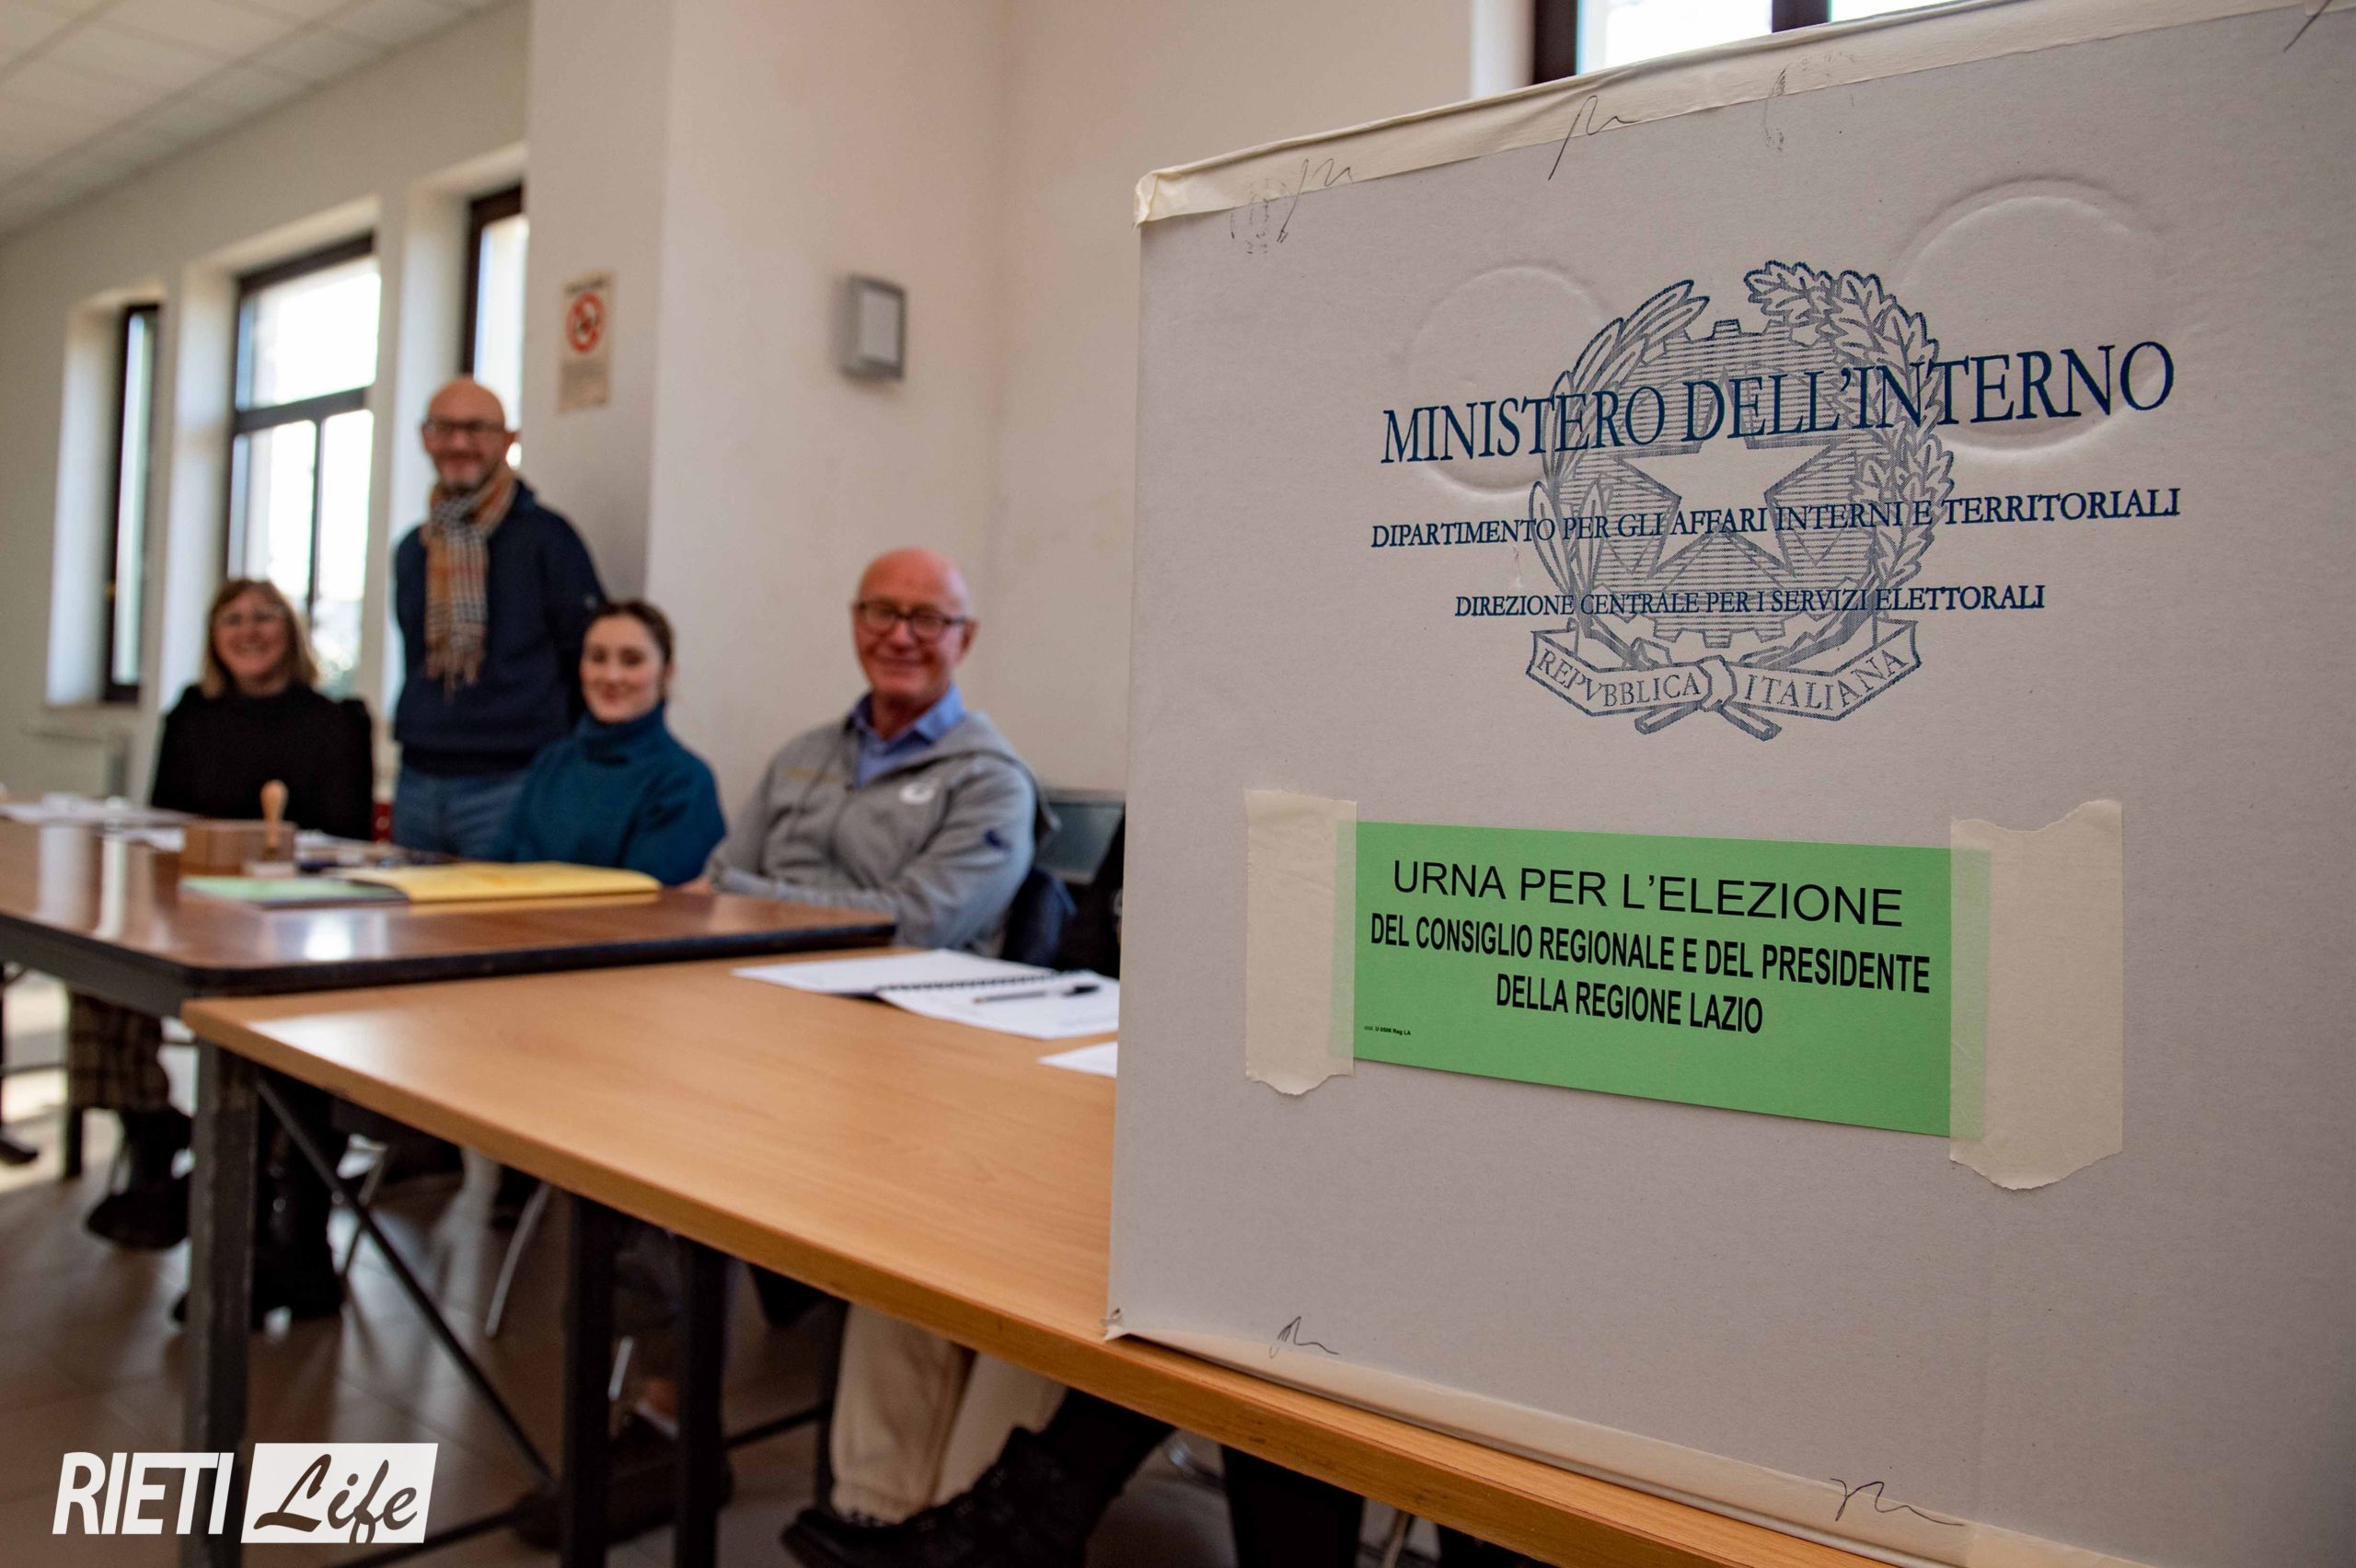 MINISTERO DELL'INTERNO
DIPARTIMENTO PER GLI AFFARI INTERNI E TERRITORIALI
DIREZIONE CENTRALE PER I SERVIZI ELETTORALI
REPVBBLICA ITALIANA
URNA PER L'ELEZIONE
DEL CONSIGLIO REGIONALE E DEL PRESIDENTE
DELLA REGIONE LAZIO
RIETI Life